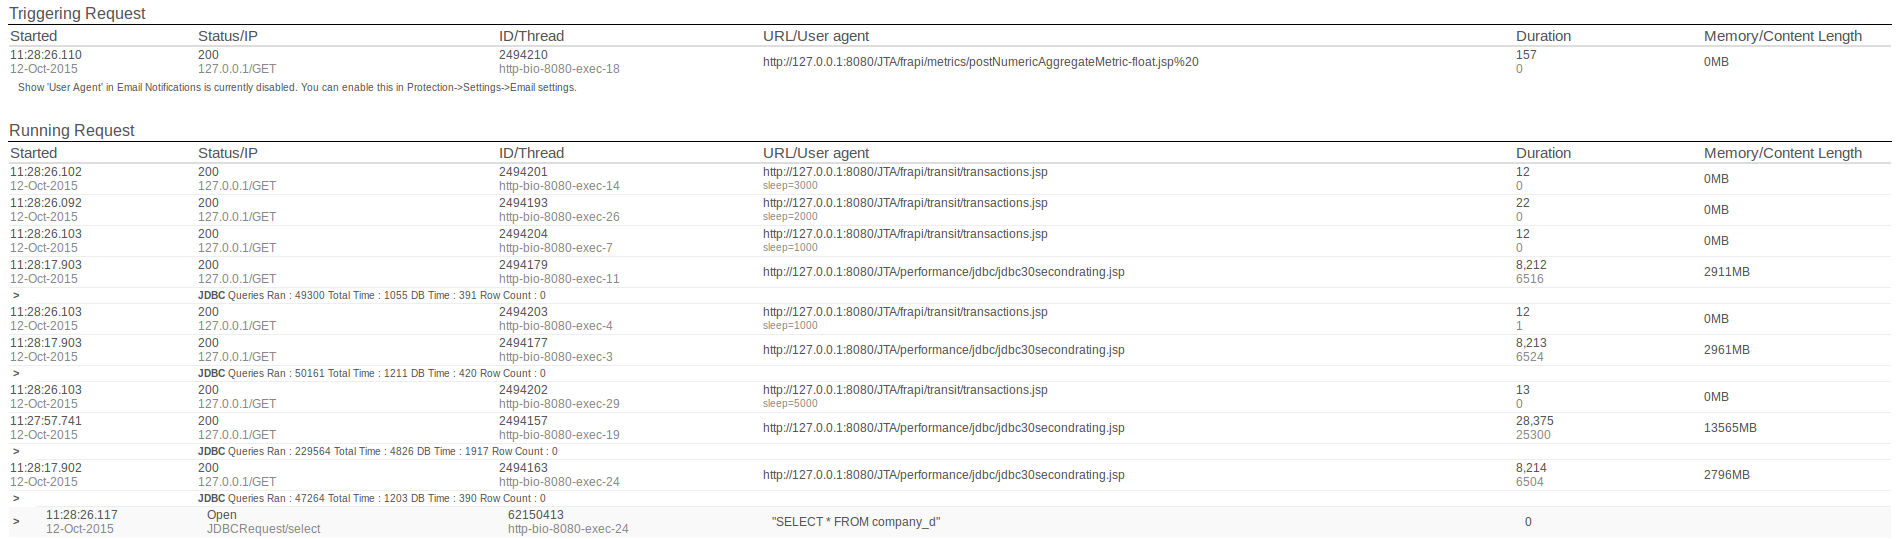 Triggering Request
Started Status/IP ID/Thread URL/User agent Duration Memory/Content Length
11:28:26.110 200 2494210 http://127.0.0.1:8080/JTA/frapi/metrics/postNumericAggregateMetric-float.jsp%20 157 0MB
12-Oct-2015 127.0.0.1/GET http-bio-8080-exec-18 0
Show 'User Agent' in Email Notifications is currently disabled. You can enable this in Protection->Settings->Email settings.
Running Request
Started Status/IP ID/Thread URL/User agent Duration Memory/Content Length
11:28:26.102 200 2494201 http://127.0.0.1:8080/JTA/frapi/transit/transactions.jsp 12 0MB
12-Oct-2015 127.0.0.1/GET http-bio-8080-exec-14 sleep=3000 0
11:28:26.092 200 2494193 http://127.0.0.1:8080/JTA/frapi/transit/transactions.jsp 22 0MB
12-Oct-2015 127.0.0.1/GET http-bio-8080-exec-26 sleep=2000 0
11:28:26.103 200 2494204 http://127.0.0.1:8080/JTA/frapi/transit/transactions.jsp 12 0MB
12-Oct-2015 127.0.0.1/GET http-bio-8080-exec-7 sleep=1000 0
11:28:17.903 200 2494179 http://127.0.0.1:8080/JTA/performance/jdbc/jdbc30secondrating.jsp 8,212 2911MB
12-Oct-2015 127.0.0.1/GET http-bio-8080-exec-11 6516
> JDBC Queries Ran : 49300 Total Time : 1055 DB Time : 391 Row Count : 0
11:28:26.103 200 2494203 http://127.0.0.1:8080/JTA/frapi/transit/transactions.jsp 12 0MB
12-Oct-2015 127.0.0.1/GET http-bio-8080-exec-4 sleep=1000 1
11:28:17.903 200 2494177 http://127.0.0.1:8080/JTA/performance/jdbc/jdbc30secondrating.jsp 8,213 2961MB
12-Oct-2015 127.0.0.1/GET http-bio-8080-exec-3 6524
> JDBC Queries Ran : 50161 Total Time : 1211 DB Time : 420 Row Count : 0
11:28:26.103 200 2494202 http://127.0.0.1:8080/JTA/frapi/transit/transactions.jsp 13 0MB
12-Oct-2015 127.0.0.1/GET http-bio-8080-exec-29 sleep=5000 0
11:27:57.741 200 2494157 http://127.0.0.1:8080/JTA/performance/jdbc/jdbc30secondrating.jsp 28,375 13565MB
12-Oct-2015 127.0.0.1/GET http-bio-8080-exec-19 25300
> JDBC Queries Ran : 229564 Total Time : 4826 DB Time : 1917 Row Count : 0
11:28:17.902 200 2494163 http://127.0.0.1:8080/JTA/performance/jdbc/jdbc30secondrating.jsp 8,214 2796MB
12-Oct-2015 127.0.0.1/GET http-bio-8080-exec-24 6504
> JDBC Queries Ran : 47264 Total Time : 1203 DB Time : 390 Row Count : 0
> 11:28:26.117 Open 62150413 "SELECT * FROM company_d" 0
12-Oct-2015 JDBCRequest/select http-bio-8080-exec-24